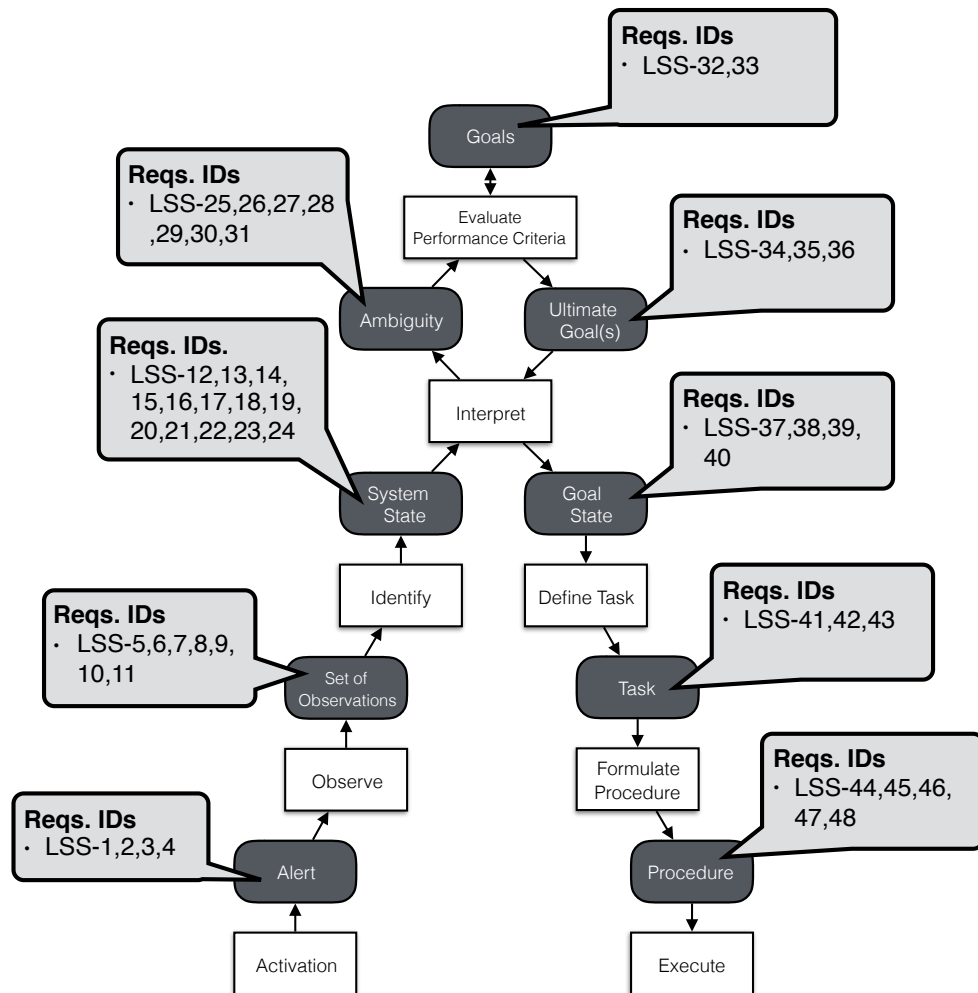 Reqs. IDs
· LSS-32,33
Goals
Reqs. IDs
· LSS-25,26,27,28
,29,30,31
Evaluate
Performance Criteria
Reqs. IDs
· LSS-34,35,36
Ambiguity
Ultimate
Goal(s)
Reqs. IDs.
· LSS-12,13,14,
15,16,17,18,19,
20,21,22,23,24
Interpret
Reqs. IDs
· LSS-37,38,39,
40
System
State
Goal
State
Identify
Define Task
Reqs. IDs
· LSS-5,6,7,8,9,
10,11
Reqs. IDs
· LSS-41,42,43
Set of
Observations
Task
Observe
Formulate
Procedure
Reqs. IDs
· LSS-44,45,46,
47,48
Reqs. IDs
· LSS-1,2,3,4
Alert
Procedure
Activation
Execute